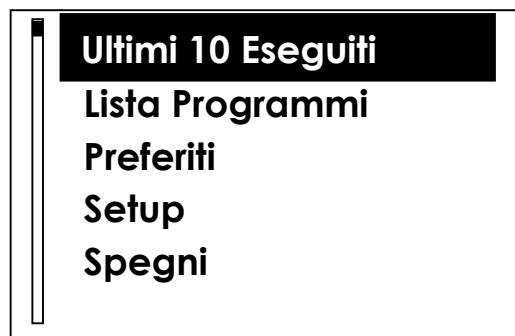 Ultimi 10 Eseguiti
Lista Programmi
Preferiti
Setup
Spegni